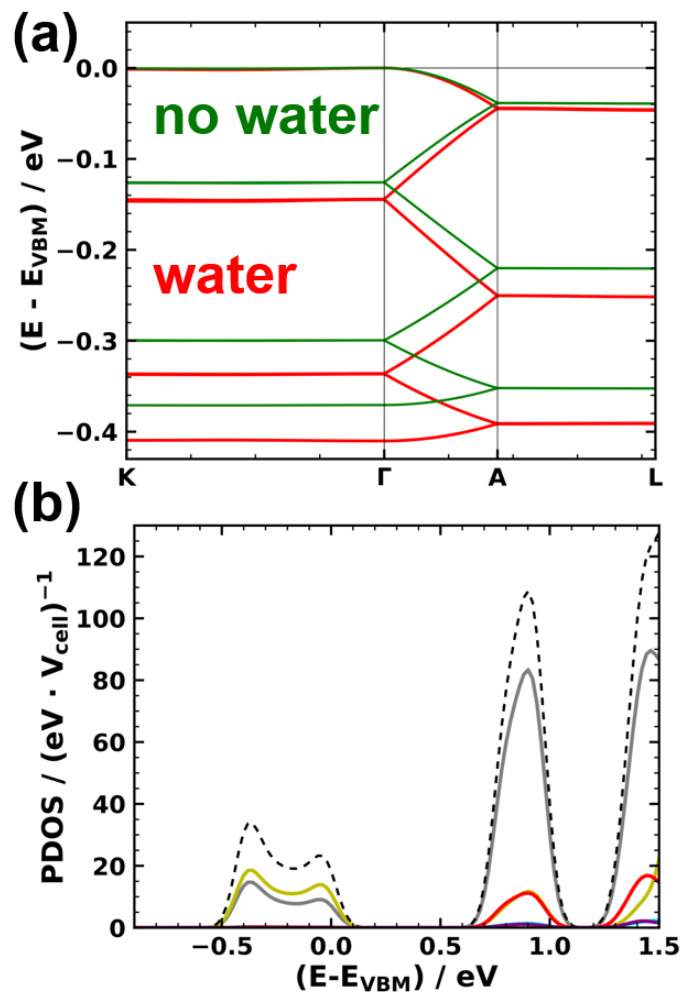 (a)
0.0
no water
−0.1
water
−0.2
−0.3
−0.4
(E - E_VBM) / eV
K Γ A L
(b)
120
100
80
60
40
20
0
PDOS / (eV · V_cell)⁻¹
−0.5 0.0 0.5 1.0 1.5
(E-E_VBM) / eV